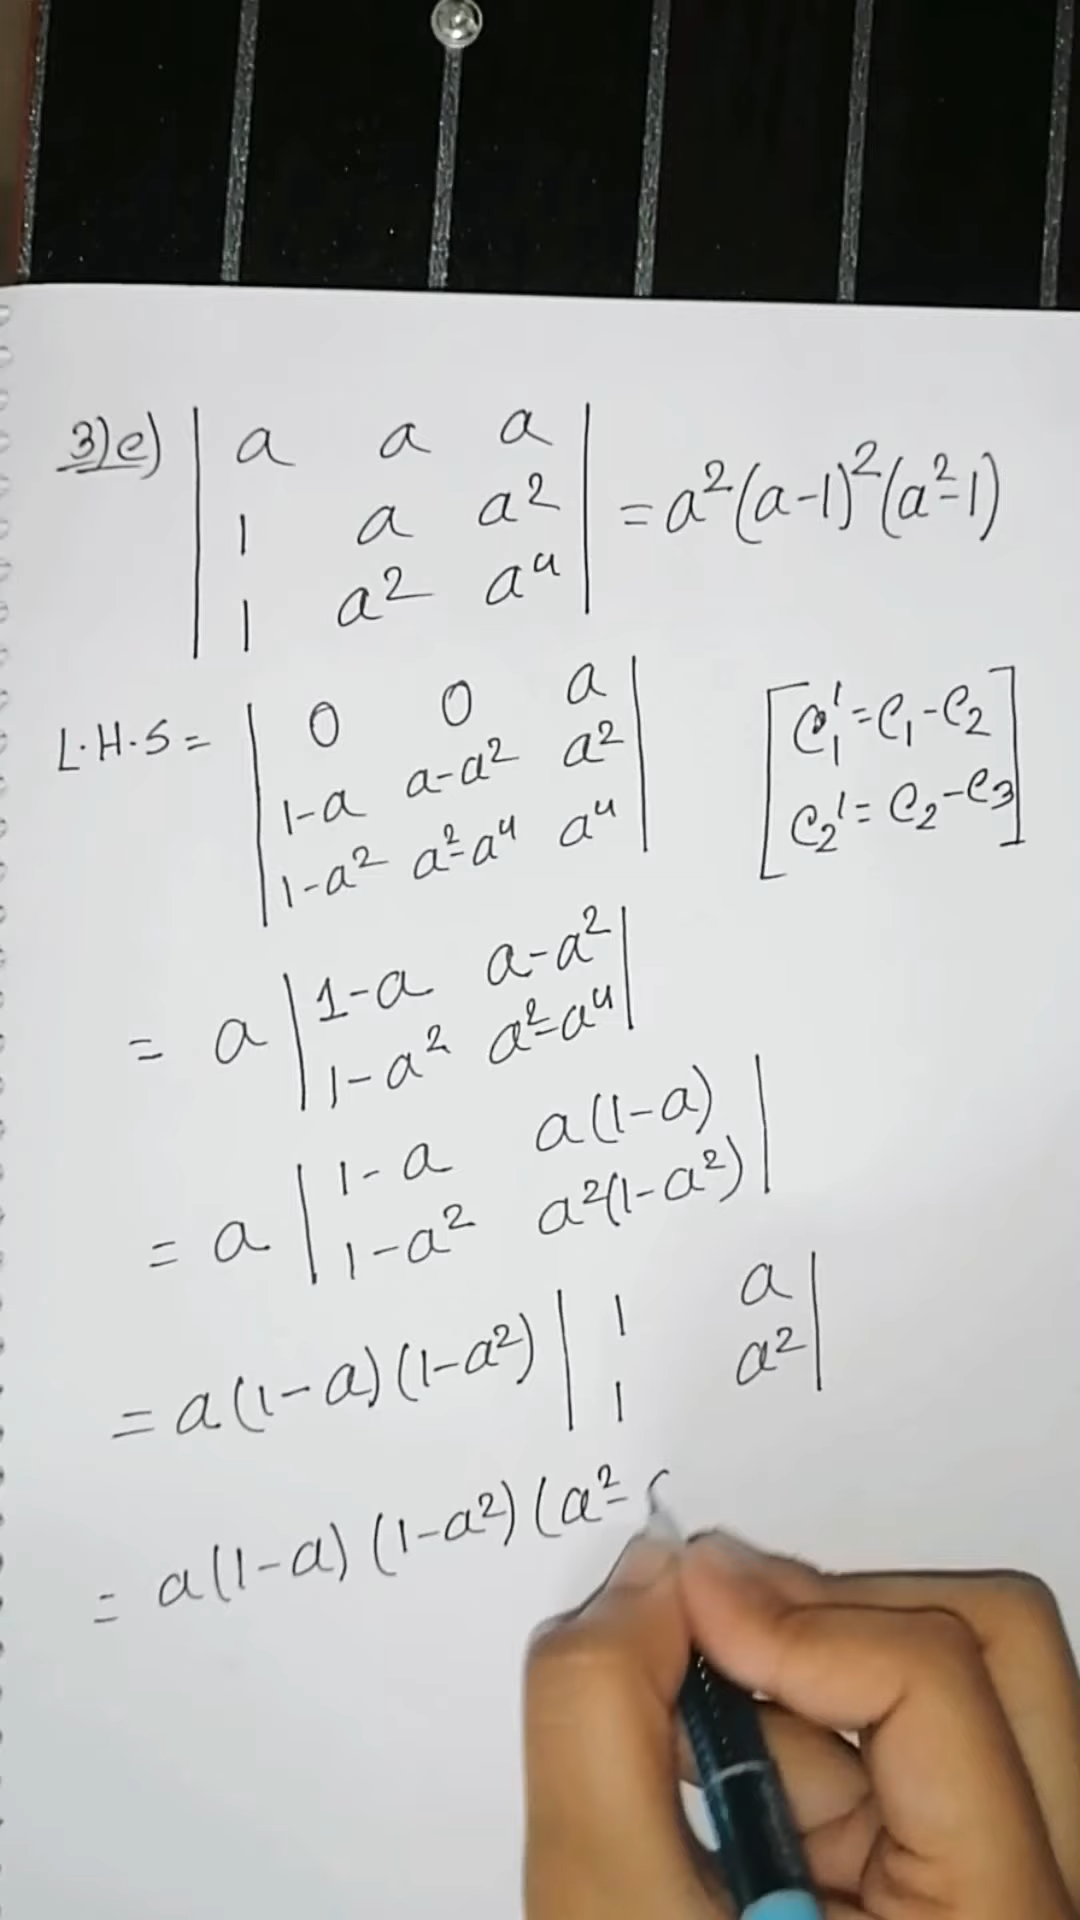 3)e) | a a a |
| 1 a a² | = a²(a-1)²(a²-1)
| 1 a² a⁴ |
L.H.S = | 0 0 a |
| 1-a a-a² a² | [C₁' = C₁ - C₂
| 1-a² a²-a⁴ a⁴ | C₂' = C₂ - C₃]
= a | 1-a a-a² |
| 1-a² a²-a⁴ |
= a | 1-a a(1-a) |
| 1-a² a²(1-a²) |
= a(1-a)(1-a²) | 1 a |
| 1 a² |
= a(1-a)(1-a²)(a²-